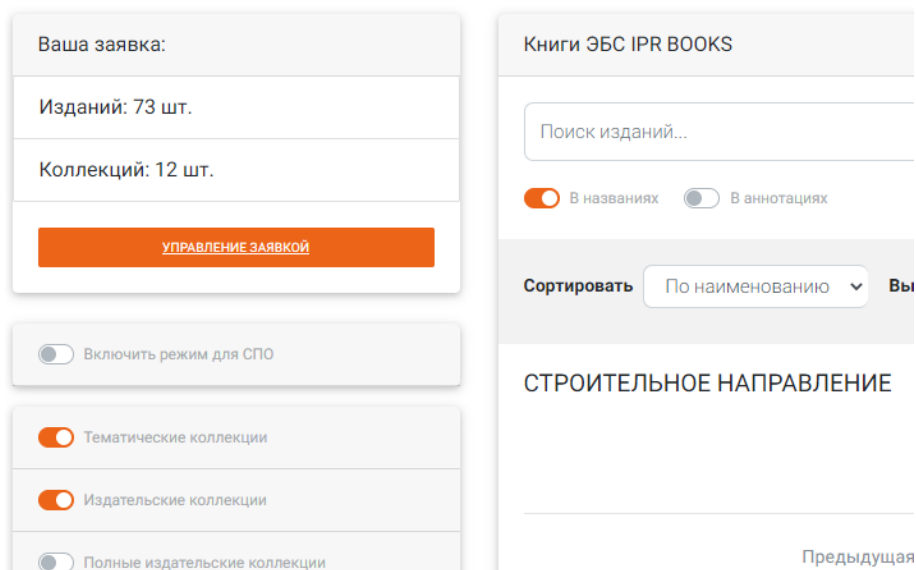 Ваша заявка:
Изданий: 73 шт.
Коллекций: 12 шт.
УПРАВЛЕНИЕ ЗАЯВКОЙ
Включить режим для СПО
Тематические коллекции
Издательские коллекции
Полные издательские коллекции
Книги ЭБС IPR BOOKS
Поиск изданий...
В названиях В аннотациях
Сортировать По наименованию Вы
СТРОИТЕЛЬНОЕ НАПРАВЛЕНИЕ
Предыдущая